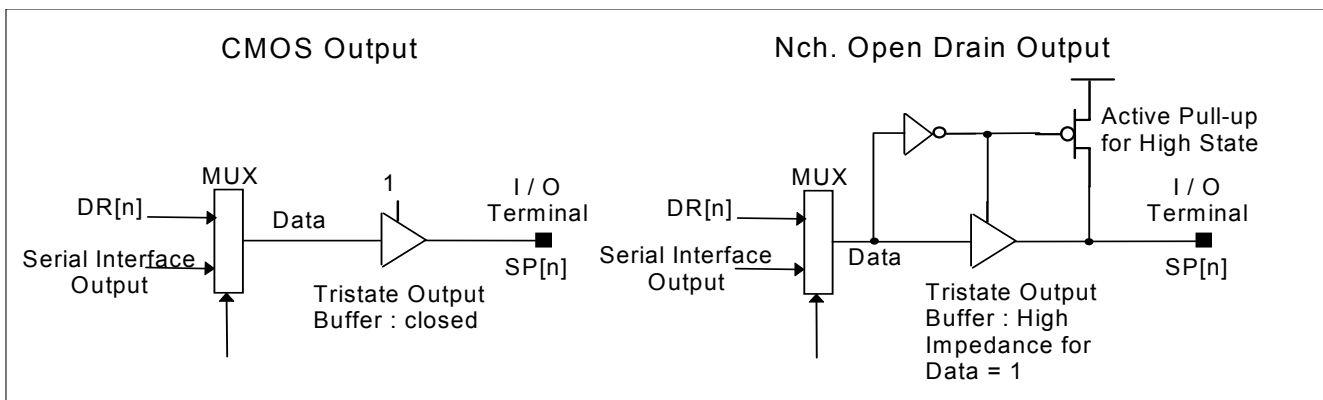 CMOS Output
MUX
DR[n]
Serial Interface
Output
Data
1
I / O
Terminal
SP[n]
Tristate Output
Buffer : closed
Nch. Open Drain Output
Active Pull-up
for High State
MUX
DR[n]
Serial Interface
Output
Data
I / O
Terminal
SP[n]
Tristate Output
Buffer : High
Impedance for
Data = 1